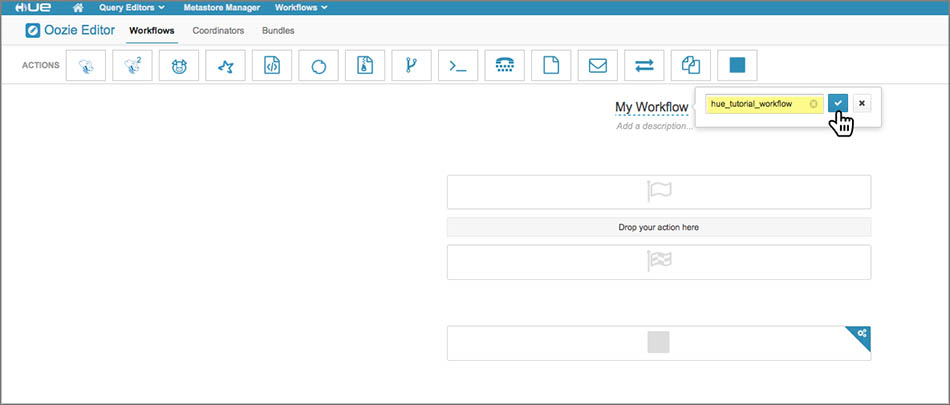 HUE Query Editors Metastore Manager Workflows
Oozie Editor Workflows Coordinators Bundles
ACTIONS 2
My Workflow hue_tutorial_workflow
Add a description...
Drop your action here